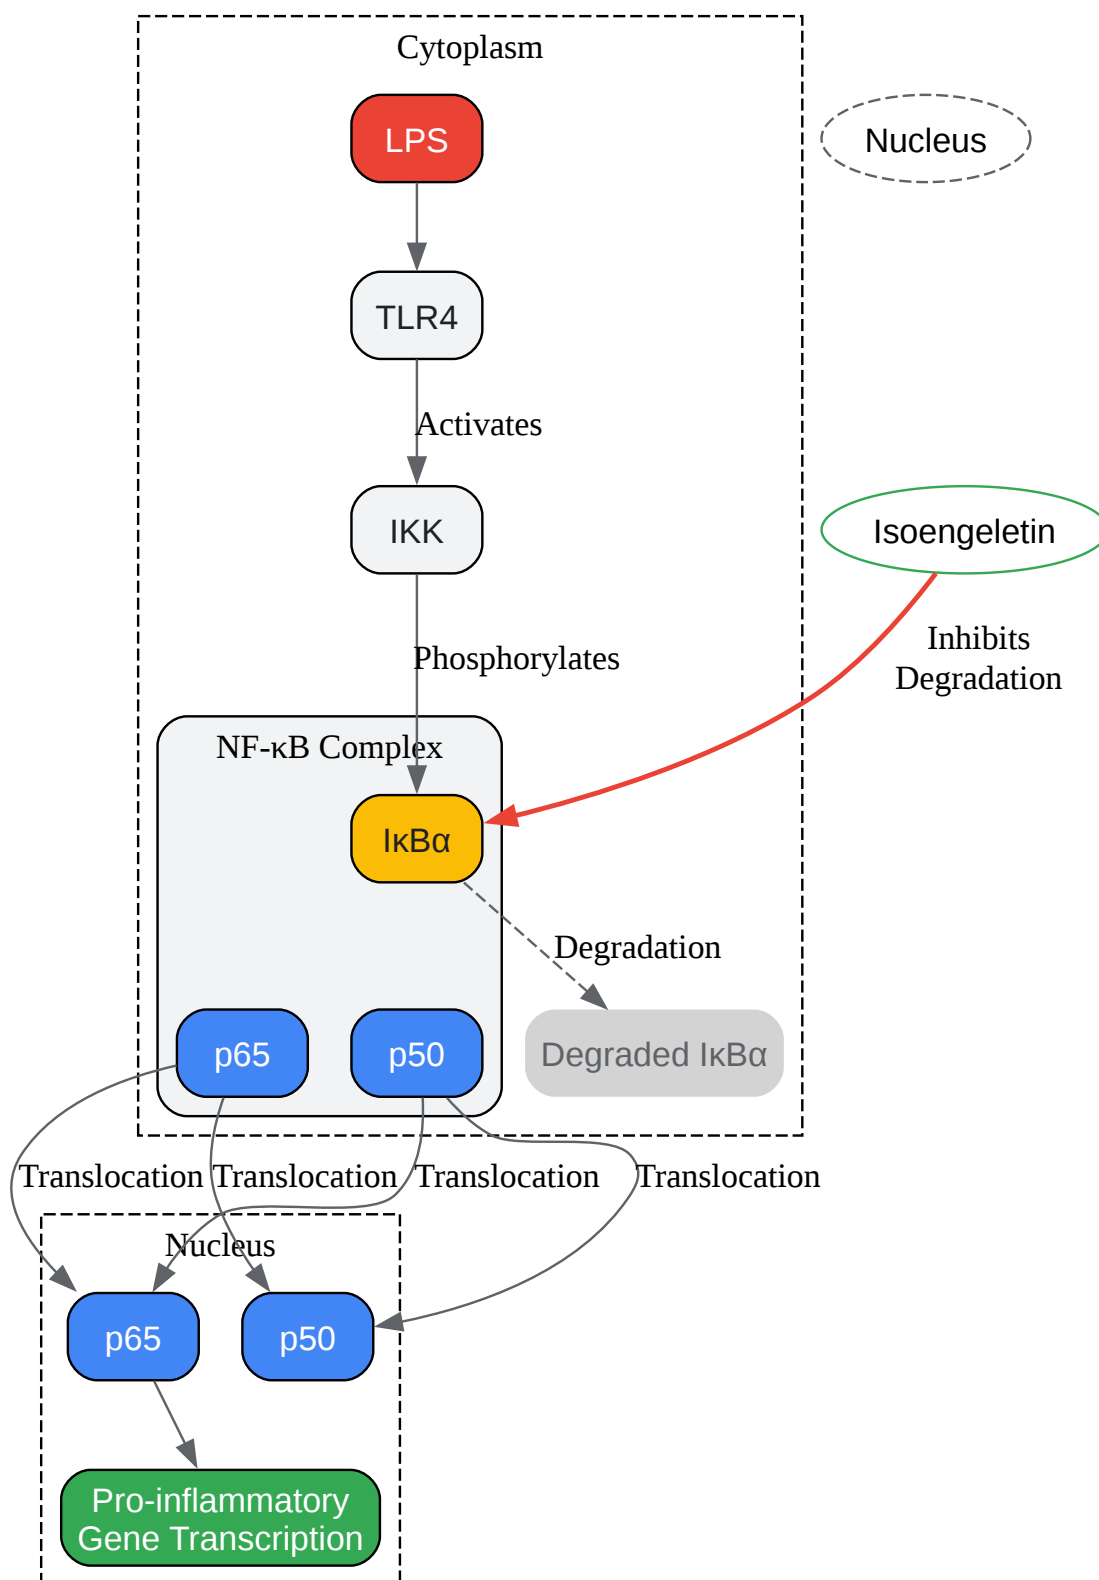 Cytoplasm
LPS
Nucleus
TLR4
Activates
IKK
Isoengeletin
Inhibits
Degradation
Phosphorylates
NF-κB Complex
IκBα
Degradation
p65
p50
Degraded IκBα
Translocation
Translocation
Translocation
Translocation
Nucleus
p65
p50
Pro-inflammatory
Gene Transcription